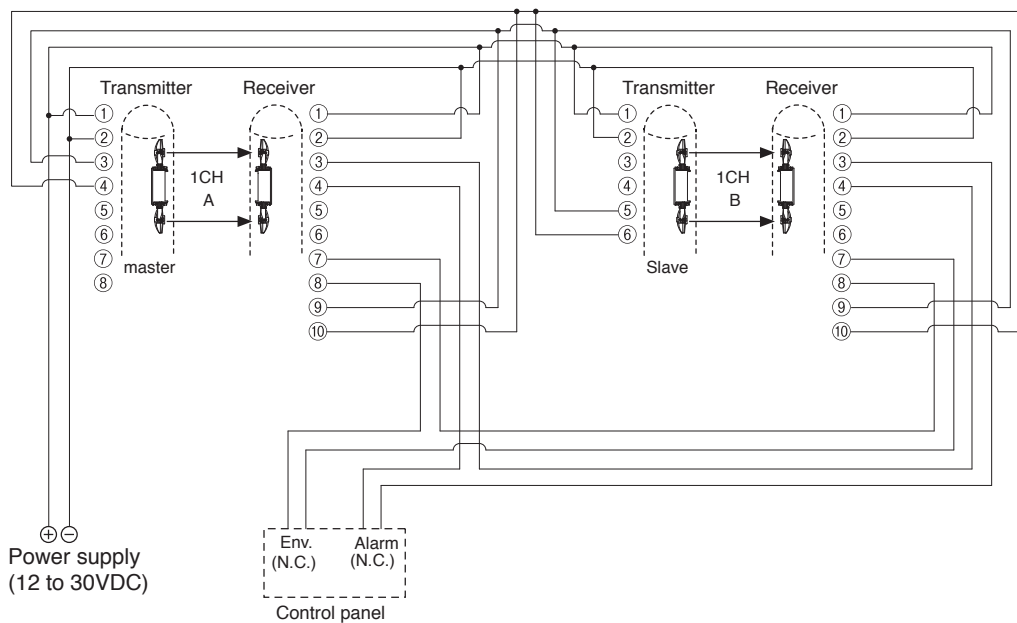 Transmitter Receiver Transmitter Receiver
① ① ① ①
② ② ② ②
③ ③ ③ ③
④ ④ ④ ④
1CH 1CH
A B
⑤ ⑤ ⑤ ⑤
⑥ ⑥ ⑥ ⑥
⑦ ⑦ ⑦
master Slave
⑧ ⑧ ⑧
⑨ ⑨
⑩ ⑩
⊕ ⊖
Power supply
(12 to 30VDC)
Env. Alarm
(N.C.) (N.C.)
Control panel